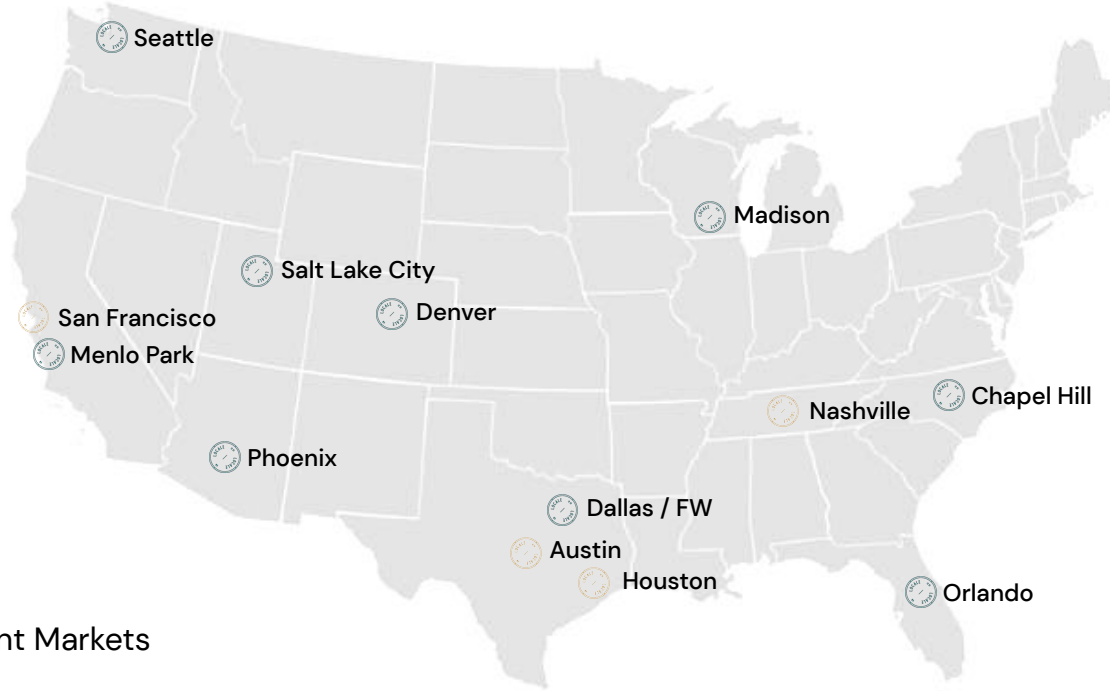 Seattle
Madison
Salt Lake City
Denver
San Francisco
Menlo Park
Chapel Hill
Nashville
Phoenix
Dallas / FW
Austin
Houston
Orlando
nt Markets